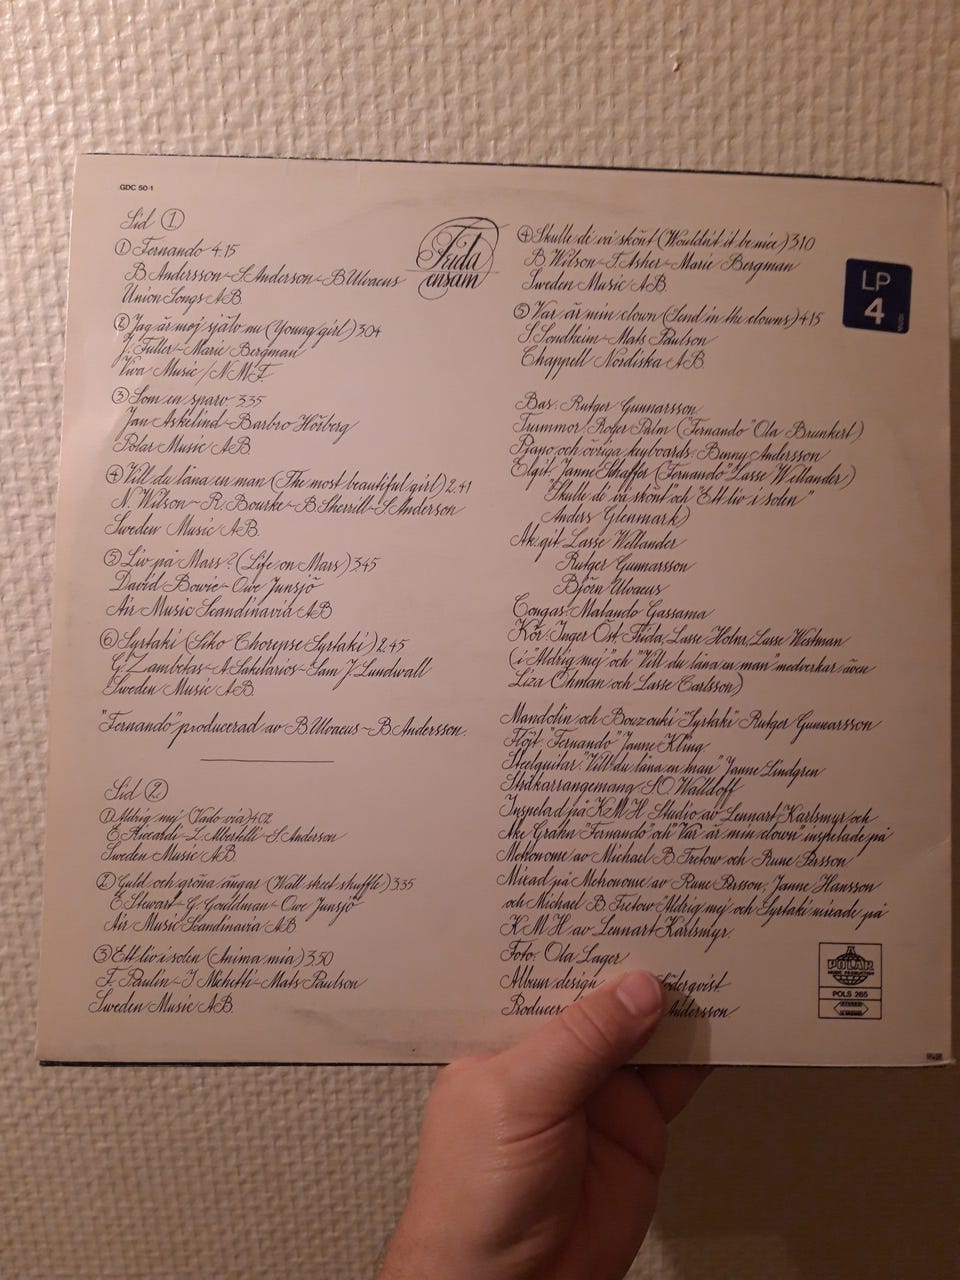 GDC 50-1
Sid 1
① Fernando 4.15
B. Andersson-S. Anderson-B. Ulvaeus
Union Songs AB.
② Jag är mej själv nu (Young girl) 3.04
J. Fuller-Marie Bergman
Viva Music/N.M.F.
③ Som en sparv 3.35
Jan Askelind-Barbro Hörberg
Polar Music AB.
④ Vill du låna en man (The most beautiful girl) 2.41
N. Wilson-R. Bourke-B. Sherrill-S. Anderson
Sweden Music AB.
⑤ Liv på Mars? (Life on Mars) 3.45
David Bowie-Owe Junsjö
Air Music Scandinavia AB
⑥ Syrtaki (Siko Chorepse Syrtaki) 2.45
G. Zambetas-A. Sakelarios-Sam J. Lundwall
Sweden Music AB.
"Fernando" producerad av B. Ulvaeus-B. Andersson.
Sid 2
① Aldrig mej (Vado via) 4.02
E. Riccardi-L. Albertelli-S. Anderson
Sweden Music AB.
② Guld och gröna ängar (Wall street shuffle) 3.35
E. Stewart-G. Gouldman-Owe Junsjö
Air Music Scandinavia AB
③ Ett liv i solen (Anima mia) 3.50
F. Paulin-I. Michetti-Mats Paulson
Sweden Music AB.
Frida
ensam
④ Skulle de va' skönt (Wouldn't it be nice) 3.10
B. Wilson-T. Asher-Marie Bergman
Sweden Music AB.
⑤ Var är min clown (Send in the clowns) 4.15
S. Sondheim-Mats Paulson
Chappell Nordiska AB.
Bas: Rutger Gunnarsson
Trummor: Roger Palm ("Fernando" Ola Brunkert)
Piano och övriga keyboards: Benny Andersson
El.git: Janne Schaffer ("Fernando" Lasse Wellander)
"Skulle de va' skönt" och "Ett liv i solen"
Anders Glenmark)
Ak.git: Lasse Wellander
Rutger Gunnarsson
Björn Ulvaeus
Congas: Malando Gassama
Kör: Inger Öst, Frida, Lasse Holm, Lasse Westman
(i "Aldrig mej" och "Vill du låna en man" medverkar även
Liza Öhman och Lasse Carlsson)
Mandolin och Bouzouki "Syrtaki" Rutger Gunnarsson
Flöjt "Fernando" Janne Kling
Steelguitar "Vill du låna en man" Janne Lindgren
Stråkarrangemang: S.O. Walldoff
Inspelad på K.M.H. Studio av Lennart Karlsmyr och
Åke Grahn "Fernando" och "Var är min clown" inspelade på
Metronome av Michael B. Tretow och Rune Persson
Mixad på Metronome av Rune Persson, Janne Hansson
och Michael B. Tretow "Aldrig mej" och Syrtaki mixade på
K.M.H. av Lennart Karlsmyr.
Foto: Ola Lager
Album design Söderqvist
Producer Andersson
LP
4
POLAR
MUSIC PRODUCTION
POLS 265
STEREO